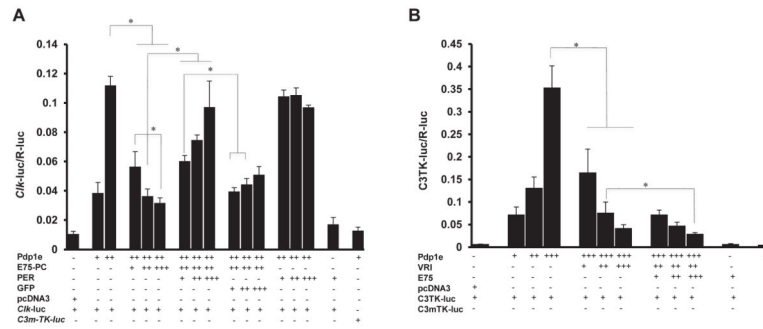 A
B
*
*
*
*
*
*
Clk-luc/R-luc
0.14
0.12
0.1
0.08
0.06
0.04
0.02
0
C3TK-luc/R-luc
0.45
0.4
0.35
0.3
0.25
0.2
0.15
0.1
0.05
0
Pdp1e - + ++ ++ ++ ++ ++ ++ ++ ++ ++ ++ ++ ++ ++ - +
E75-PC - - - + ++ +++ ++ ++ ++ ++ ++ ++ - - - - -
PER - - - - - - + ++ +++ - - - + ++ +++ + -
GFP - - - - - - - - - + ++ +++ - - - - -
pcDNA3 + - - - - - - - - - - - - - - - -
Clk-luc + + + + + + + + + + + + + + + + -
C3m-TK-luc - - - - - - - - - - - - - - - - +
Pdp1e - + ++ +++ +++ +++ +++ +++ +++ +++ -
VRI - - - - + ++ +++ ++ ++ ++ -
E75 - - - - - - - + ++ +++ +
pcDNA3 + - - - - - - - - - -
C3TK-luc + + + + + + + + + + +
C3mTK-luc - - - - - - - - - - -